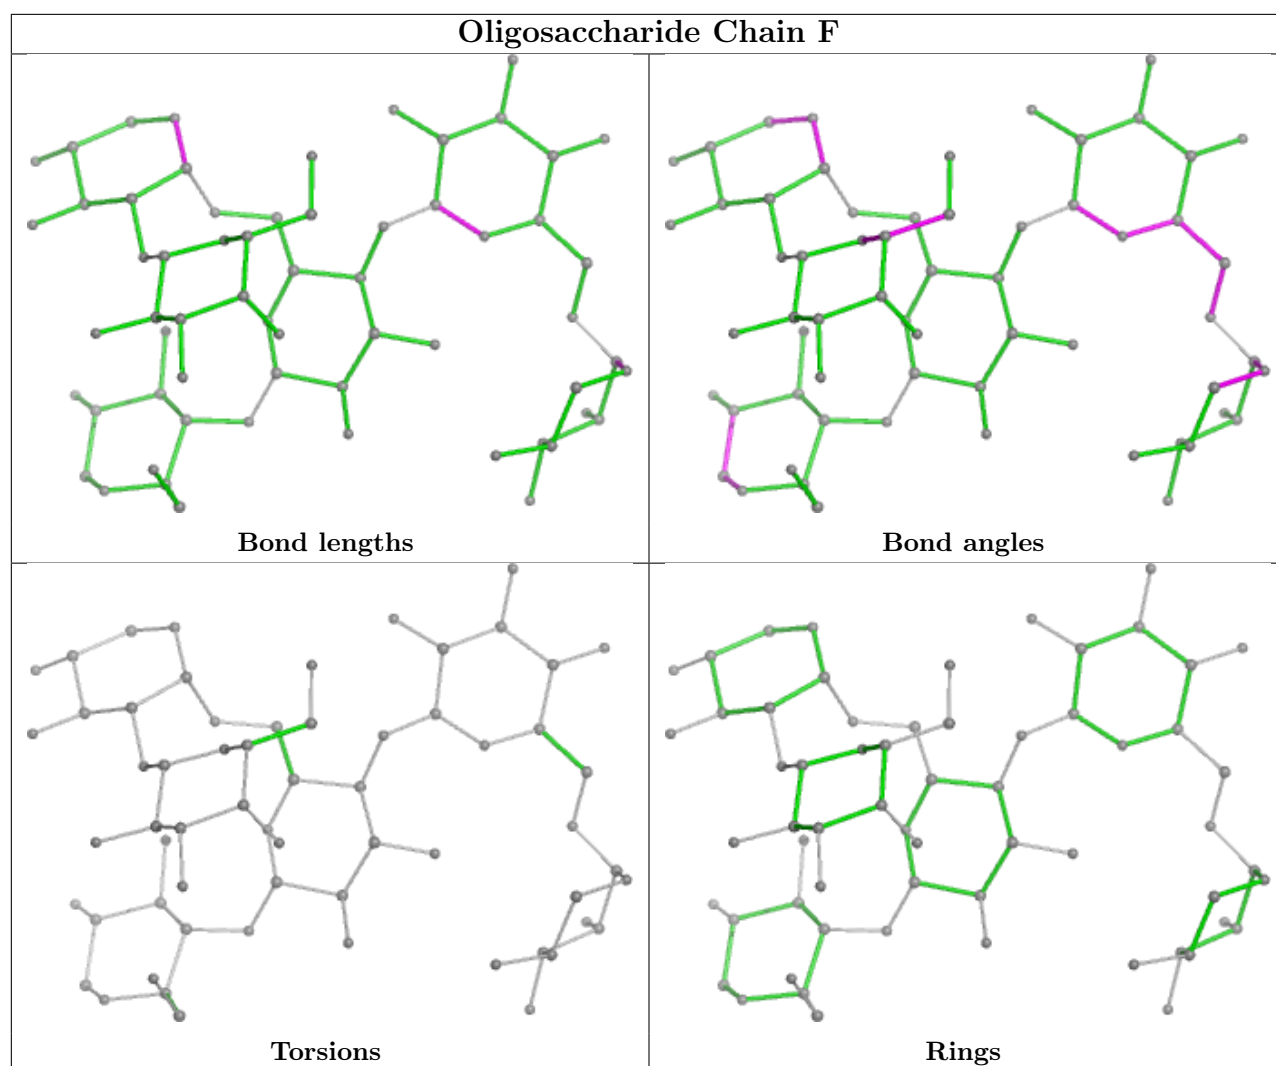 Oligosaccharide Chain F
Bond lengths
Bond angles
Torsions
Rings